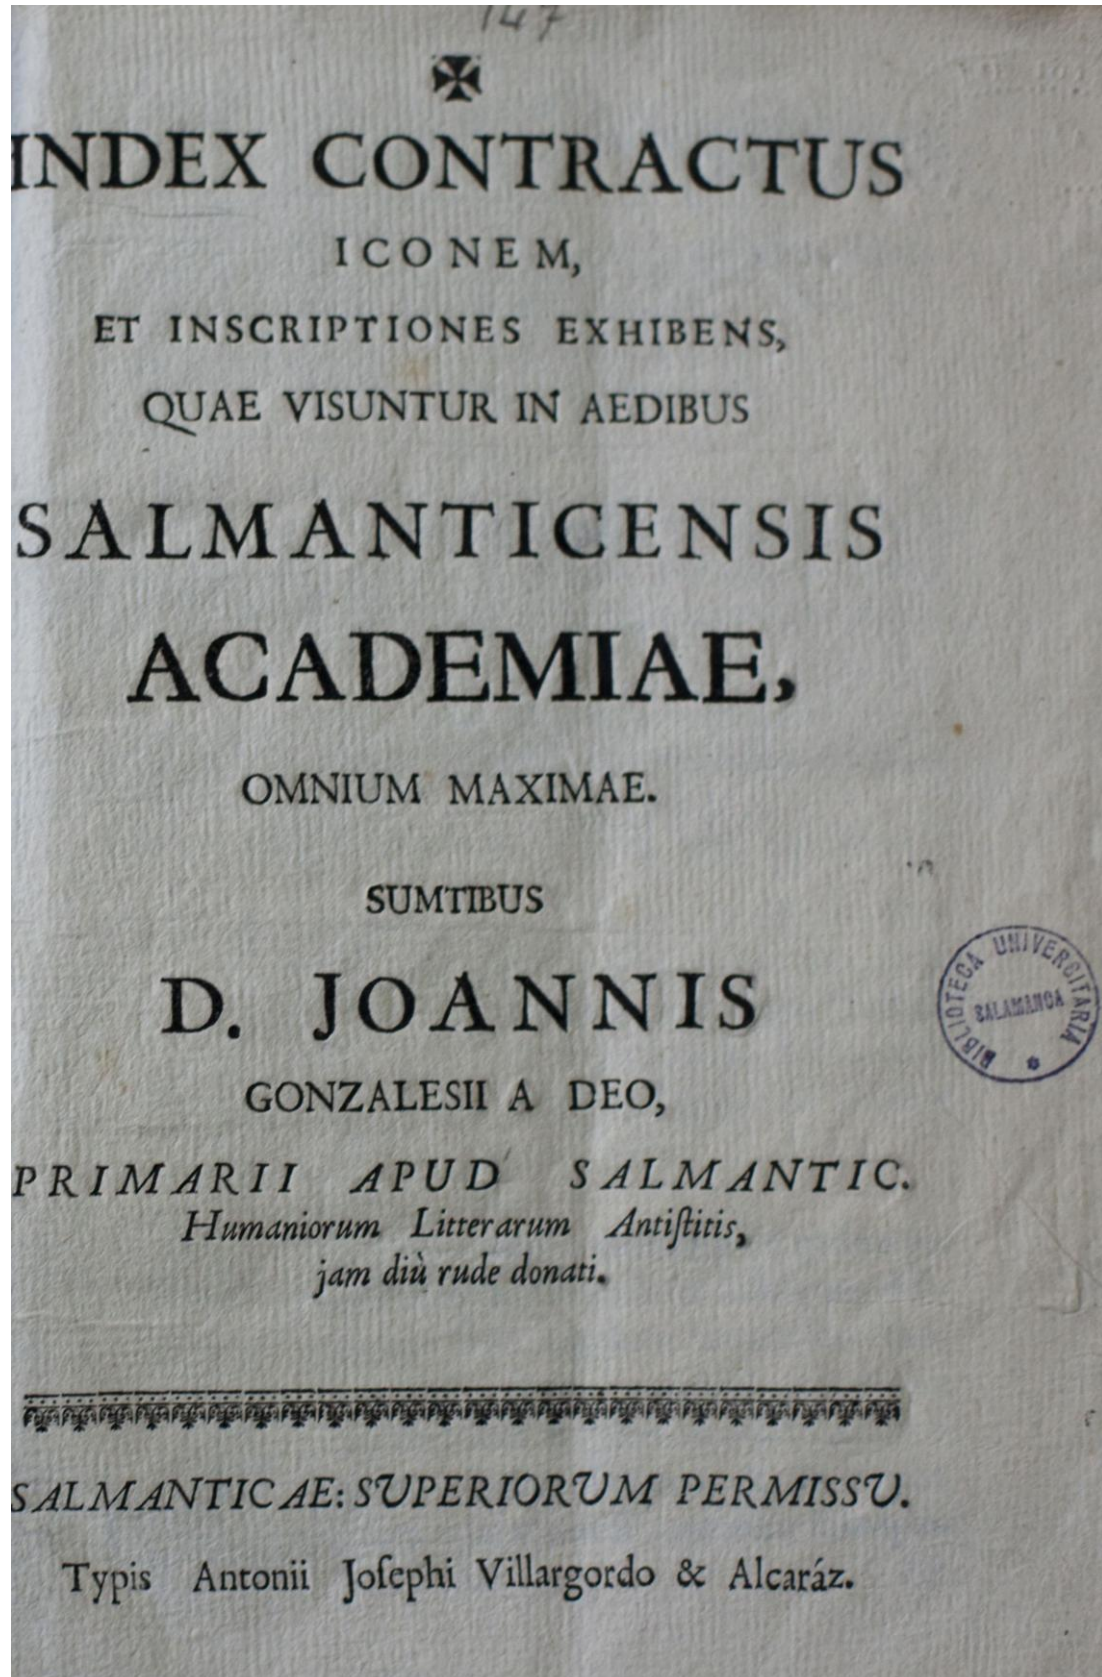 147
✠
INDEX CONTRACTUS
ICONEM,
ET INSCRIPTIONES EXHIBENS,
QUAE VISUNTUR IN AEDIBUS
SALMANTICENSIS
ACADEMIAE,
OMNIUM MAXIMAE.
SUMTIBUS
D. JOANNIS
GONZALESII A DEO,
PRIMARII APUD SALMANTIC.
Humaniorum Litterarum Antiſtitis,
jam diù rude donati.
BIBLIOTECA UNIVERCITARIA
SALAMANCA
SALMANTICAE: SUPERIORUM PERMISSU.
Typis Antonii Joſephi Villargordo & Alcaráz.